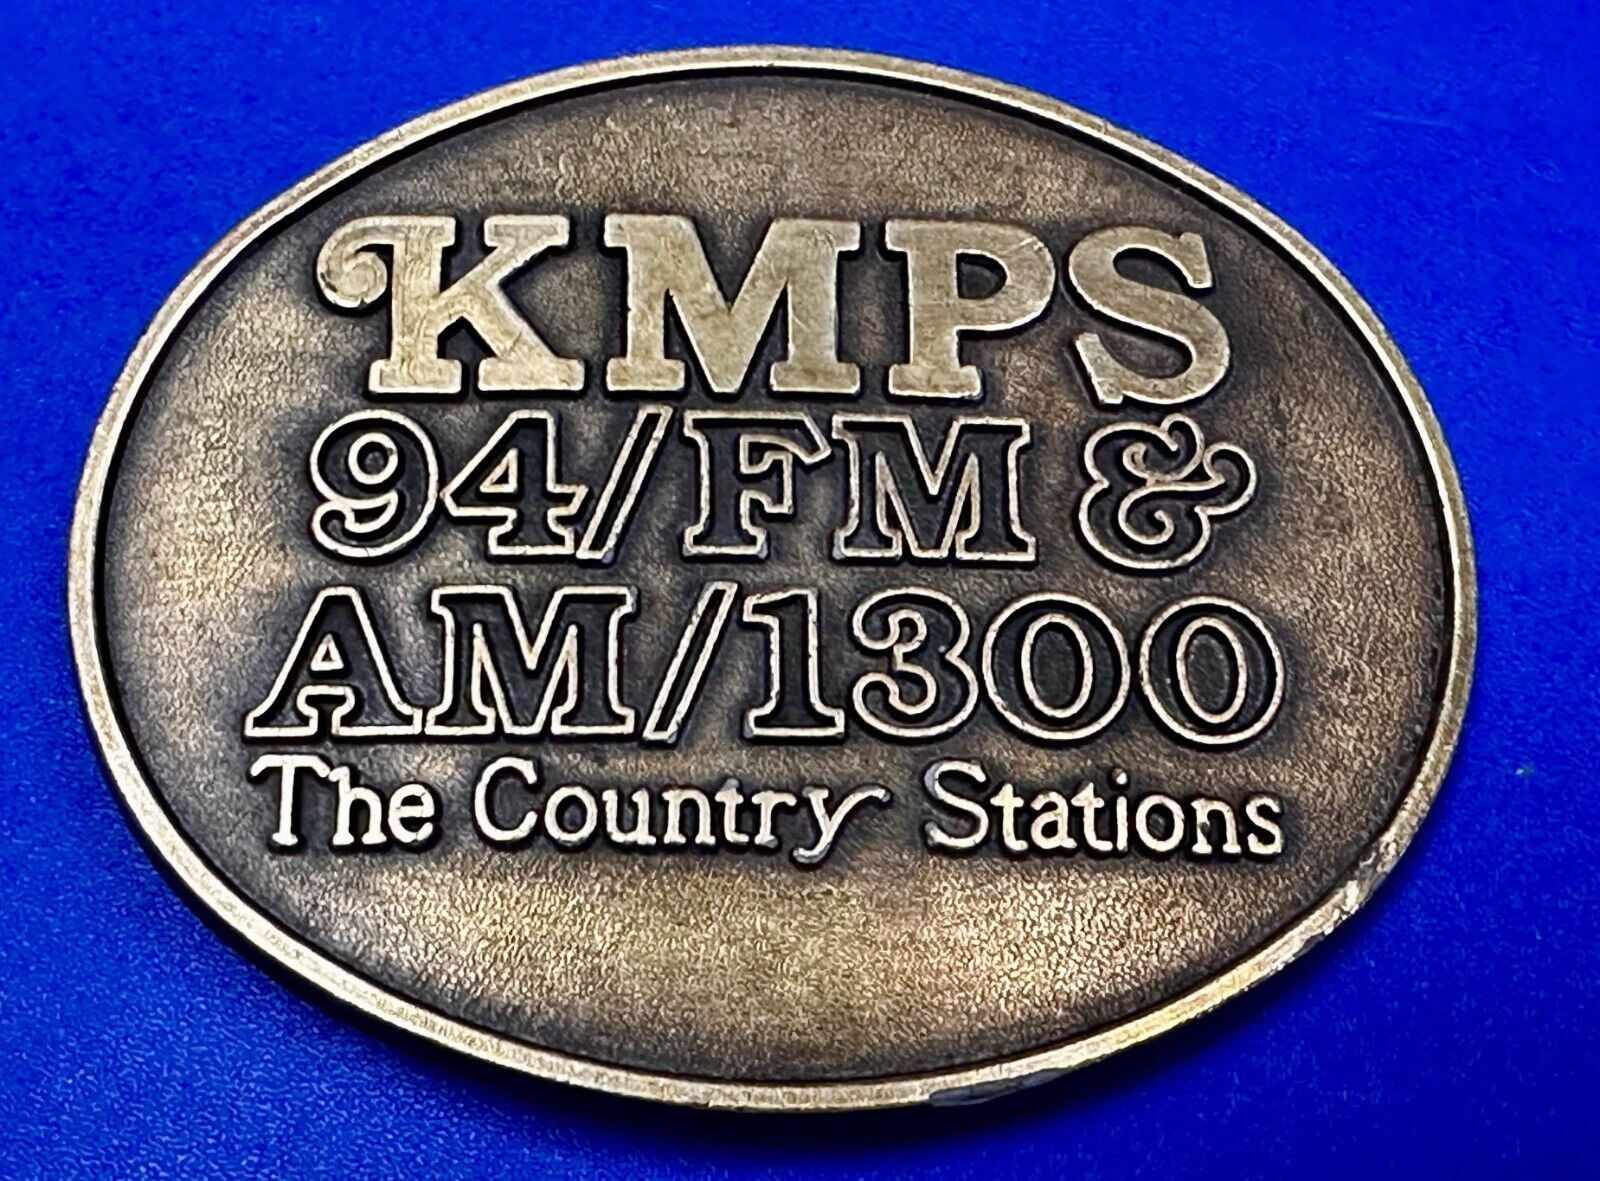 KMPS
94/FM &
AM/1300
The Country Stations